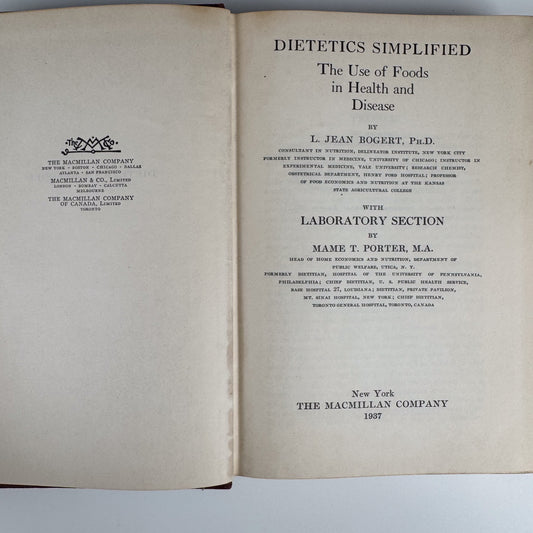 THE MACMILLAN COMPANY
NEW YORK · BOSTON · CHICAGO · DALLAS
ATLANTA · SAN FRANCISCO
MACMILLAN & CO., LIMITED
LONDON · BOMBAY · CALCUTTA
MELBOURNE
THE MACMILLAN COMPANY
OF CANADA, LIMITED
TORONTO
DIETETICS SIMPLIFIED
The Use of Foods
in Health and
Disease
BY
L. JEAN BOGERT, PH.D.
CONSULTANT IN NUTRITION, DELINEATOR INSTITUTE, NEW YORK CITY
FORMERLY INSTRUCTOR IN MEDICINE, UNIVERSITY OF CHICAGO; INSTRUCTOR IN
EXPERIMENTAL MEDICINE, YALE UNIVERSITY; RESEARCH CHEMIST,
OBSTETRICAL DEPARTMENT, HENRY FORD HOSPITAL; PROFESSOR
OF FOOD ECONOMICS AND NUTRITION AT THE KANSAS
STATE AGRICULTURAL COLLEGE
WITH
LABORATORY SECTION
BY
MAME T. PORTER, M.A.
HEAD OF HOME ECONOMICS AND NUTRITION, DEPARTMENT OF
PUBLIC WELFARE, UTICA, N. Y.
FORMERLY DIETITIAN, HOSPITAL OF THE UNIVERSITY OF PENNSYLVANIA,
PHILADELPHIA; CHIEF DIETITIAN, U. S. PUBLIC HEALTH SERVICE,
BASE HOSPITAL 27, LOUISIANA; DIETITIAN, PRIVATE PAVILION,
MT. SINAI HOSPITAL, NEW YORK; CHIEF DIETITIAN,
TORONTO GENERAL HOSPITAL, TORONTO, CANADA
New York
THE MACMILLAN COMPANY
1937